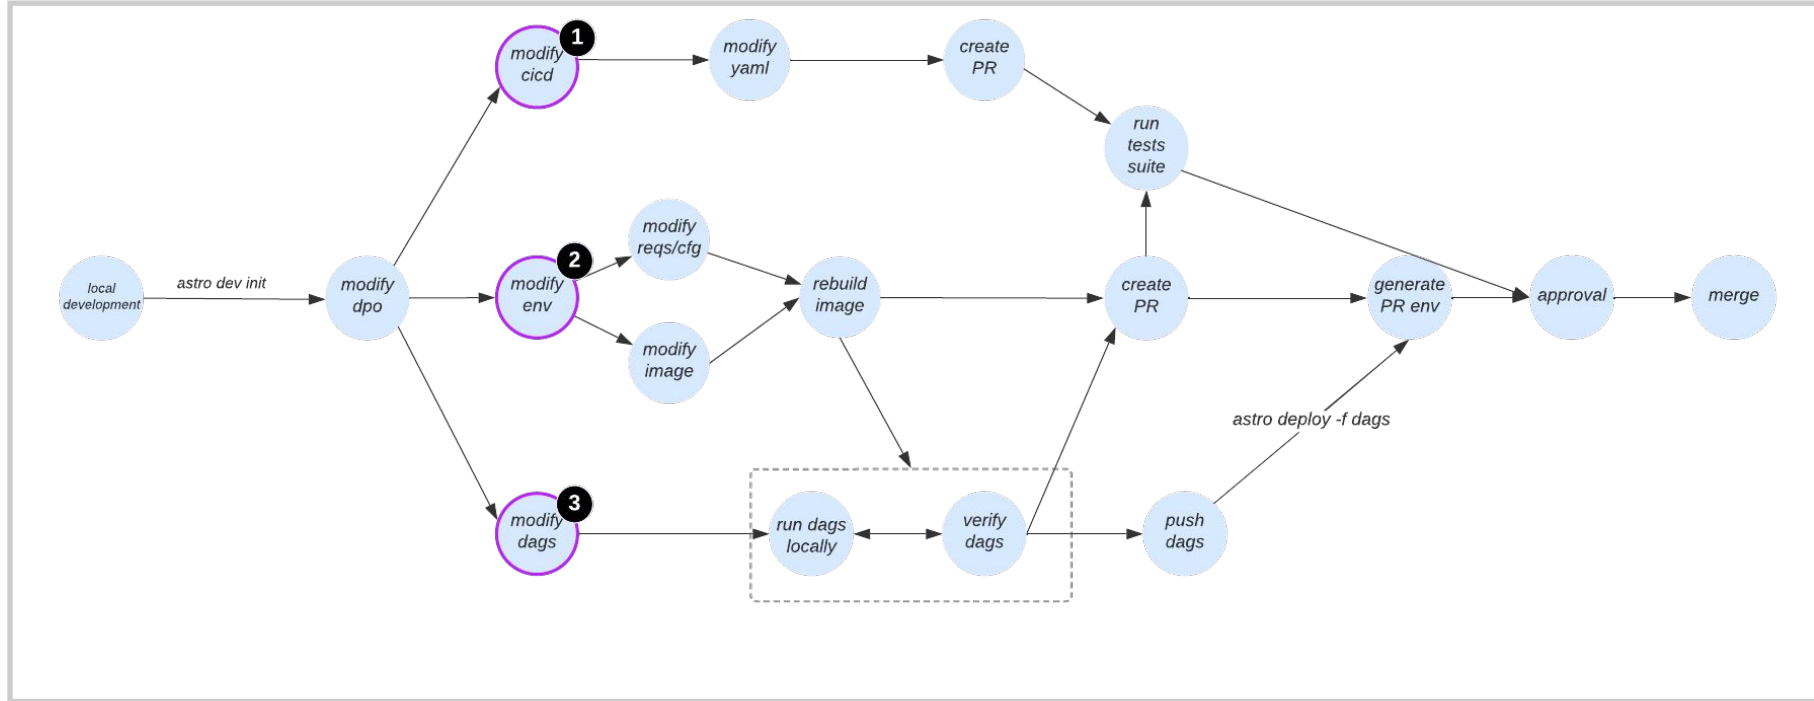 1
modify
cicd
modify
yaml
create
PR
run
tests
suite
local
development
astro dev init
modify
dpo
2
modify
env
modify
reqs/cfg
modify
image
rebuild
image
create
PR
generate
PR env
approval
merge
astro deploy -f dags
3
modify
dags
run dags
locally
verify
dags
push
dags